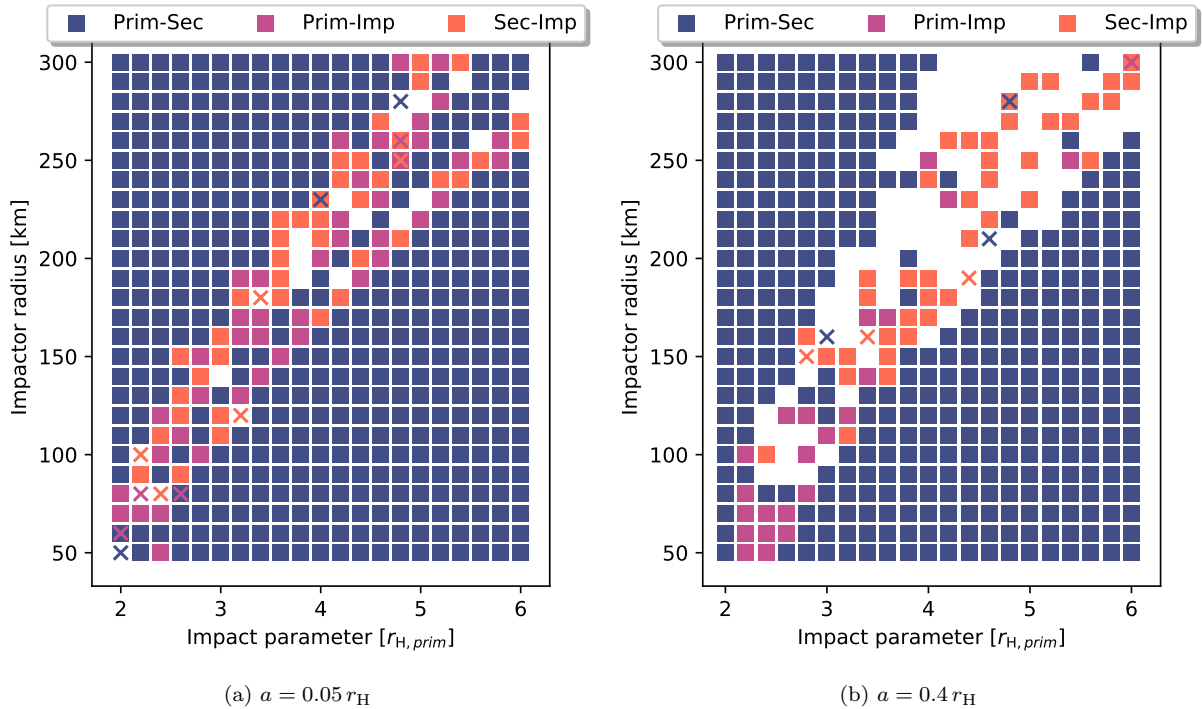 Prim-Sec Prim-Imp Sec-Imp
300
250
200
150
100
50
Impactor radius [km]
2 3 4 5 6
Impact parameter [r_H, prim]
(a) a = 0.05 r_H
Prim-Sec Prim-Imp Sec-Imp
300
250
200
150
100
50
Impactor radius [km]
2 3 4 5 6
Impact parameter [r_H, prim]
(b) a = 0.4 r_H